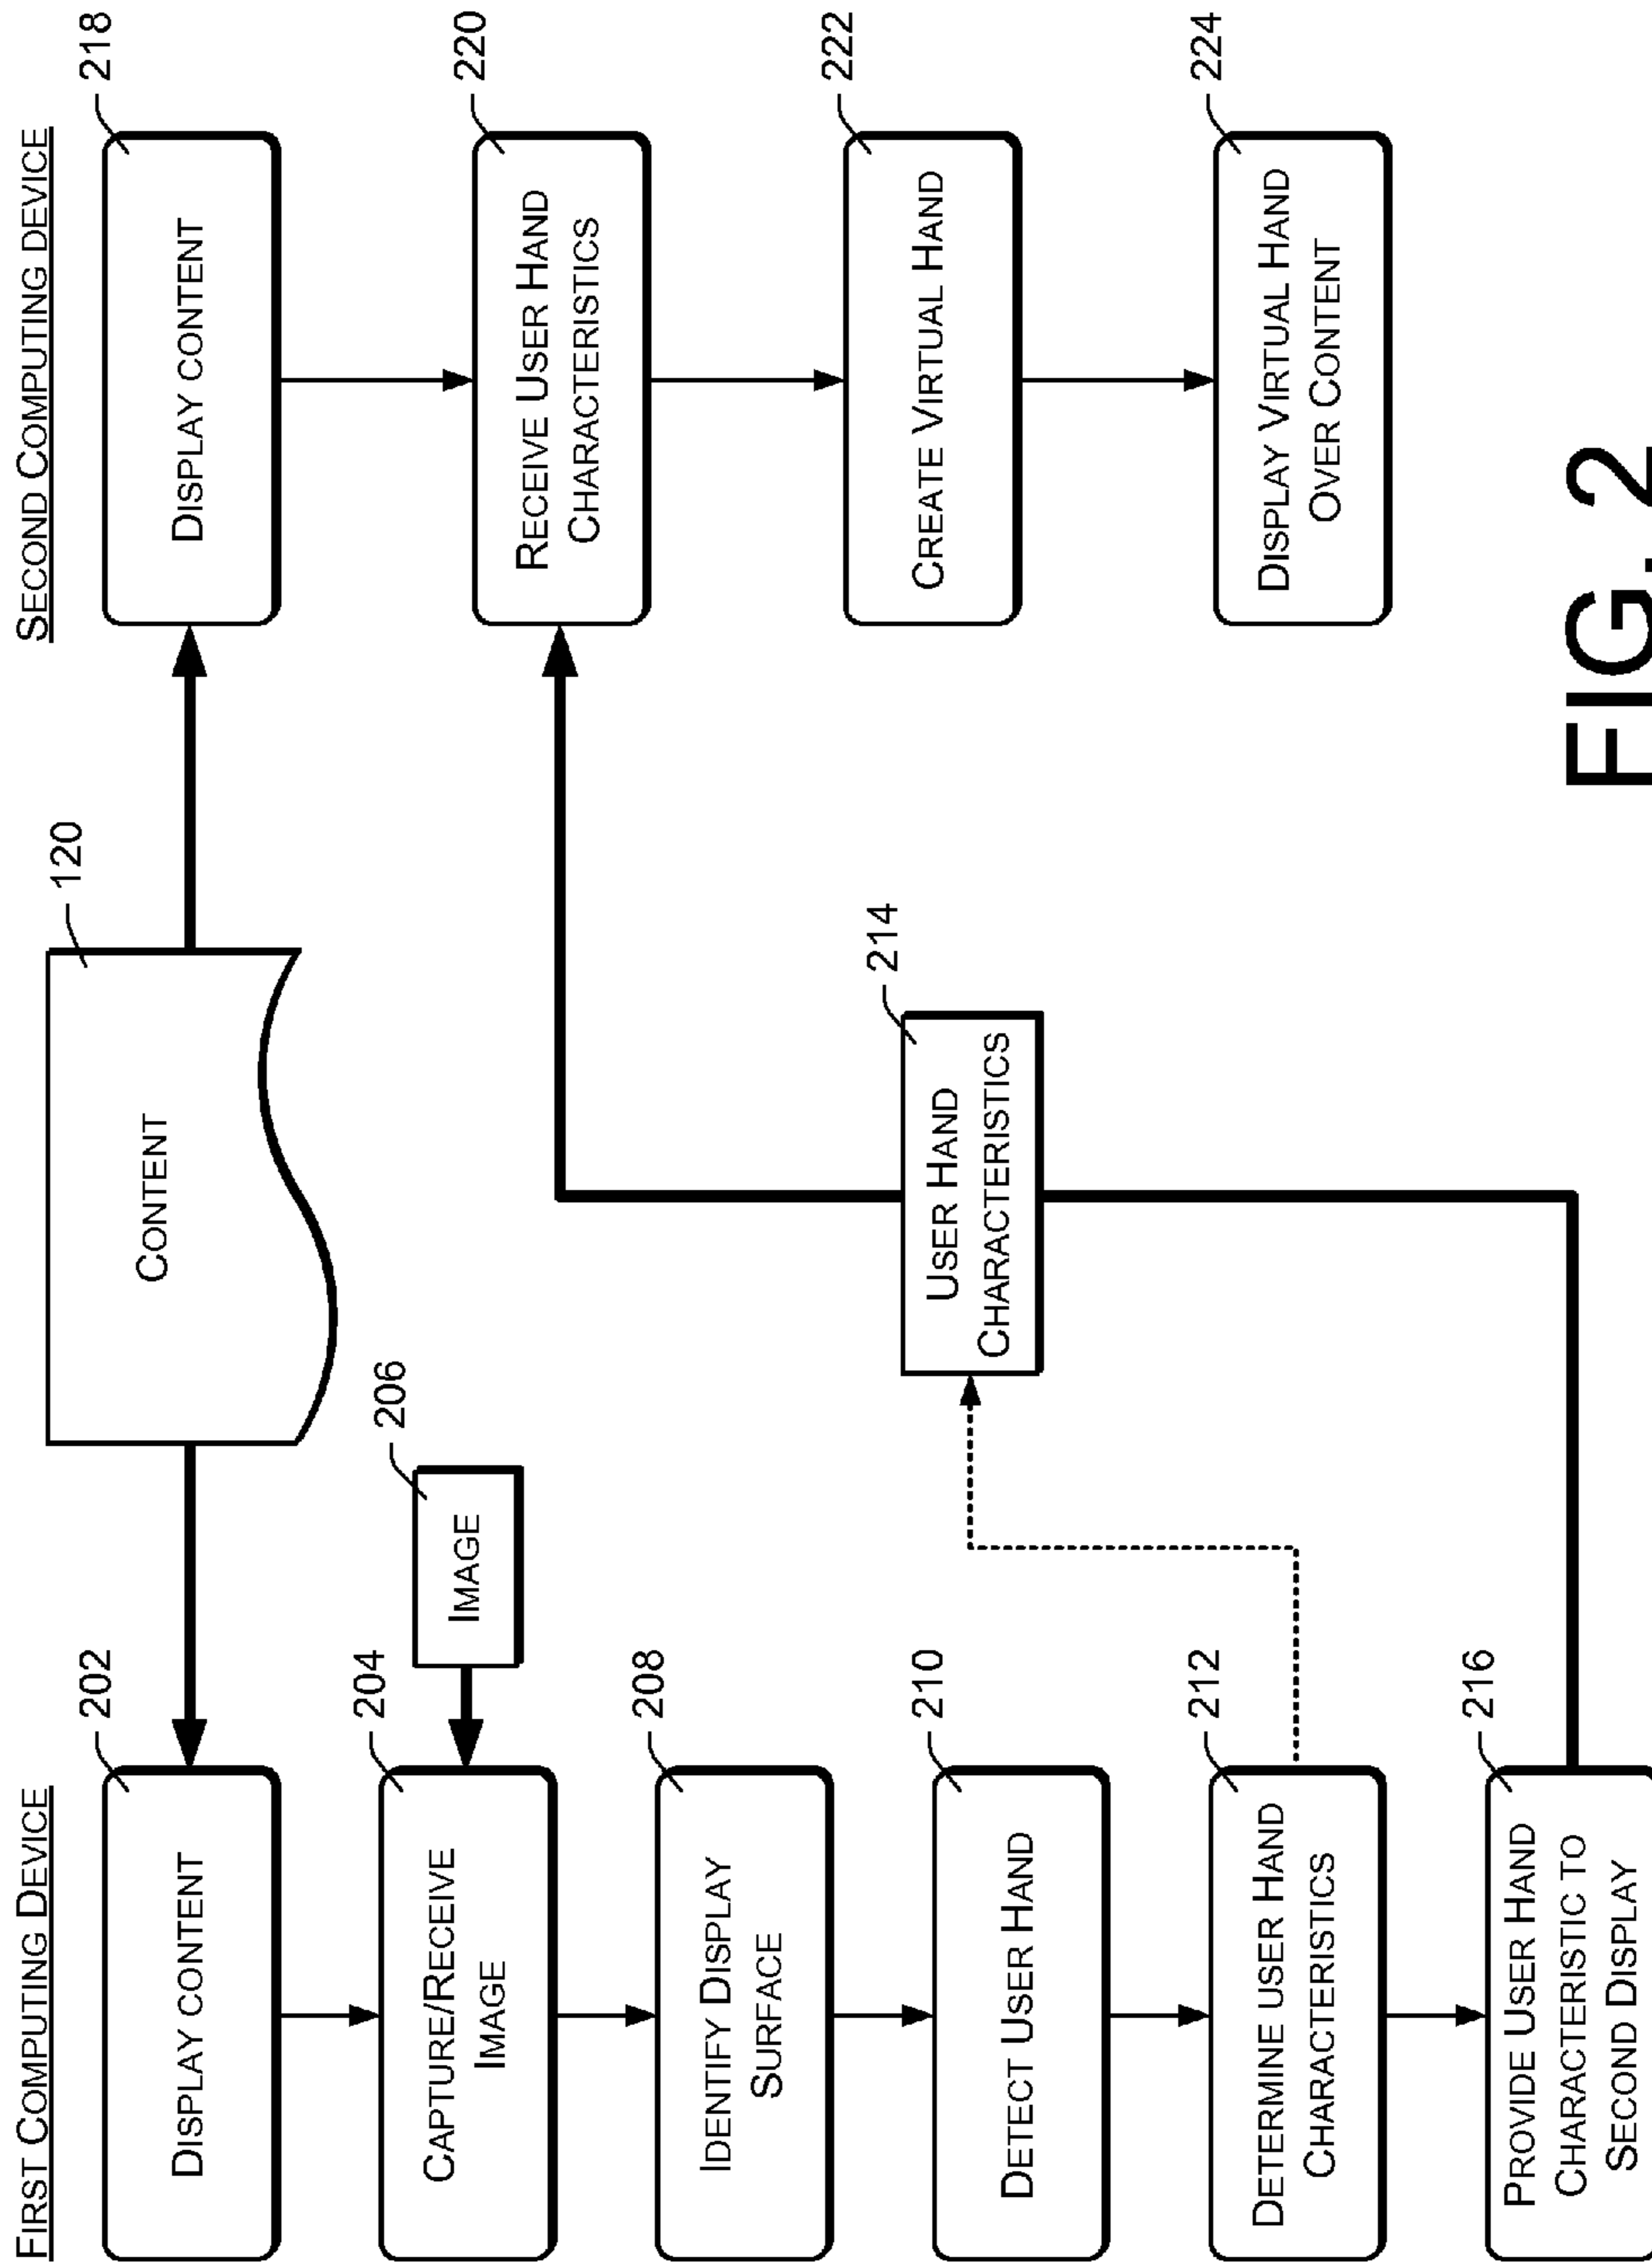 FIRST COMPUTING DEVICE
SECOND COMPUTING DEVICE
202
DISPLAY CONTENT
CONTENT
120
218
DISPLAY CONTENT
204
CAPTURE/RECEIVE
IMAGE
206
IMAGE
220
RECEIVE USER HAND
CHARACTERISTICS
208
IDENTIFY DISPLAY
SURFACE
210
DETECT USER HAND
214
USER HAND
CHARACTERISTICS
222
CREATE VIRTUAL HAND
212
DETERMINE USER HAND
CHARACTERISTICS
224
DISPLAY VIRTUAL HAND
OVER CONTENT
216
PROVIDE USER HAND
CHARACTERISTIC TO
SECOND DISPLAY
FIG. 2